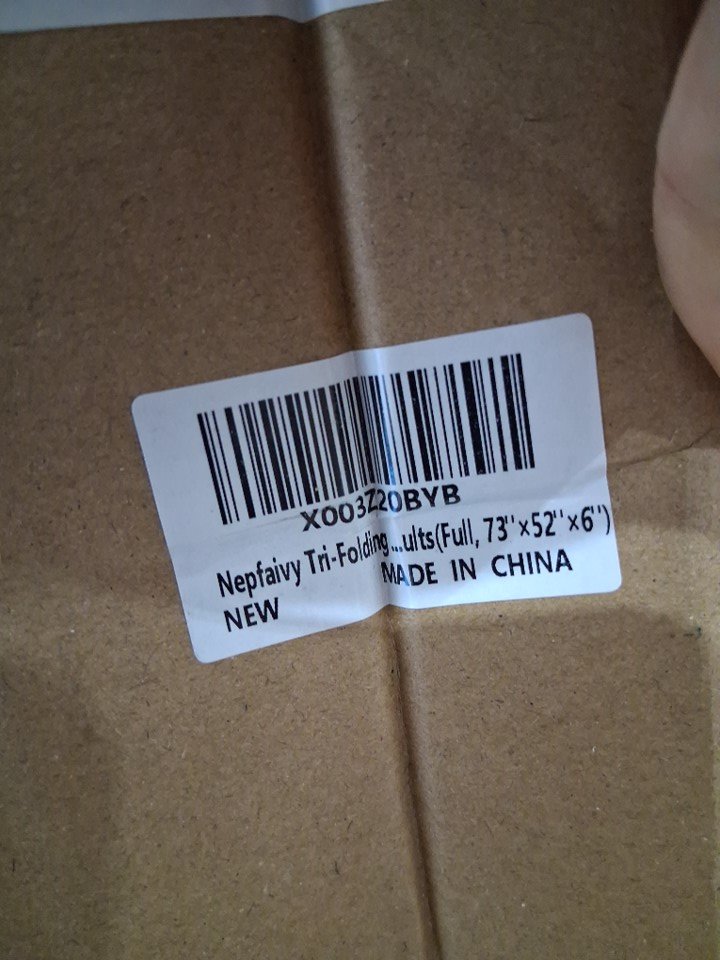 X003Z20BYB
Nepfaivy Tri-Folding ...ults(Full, 73''×52''×6'')
NEW MADE IN CHINA